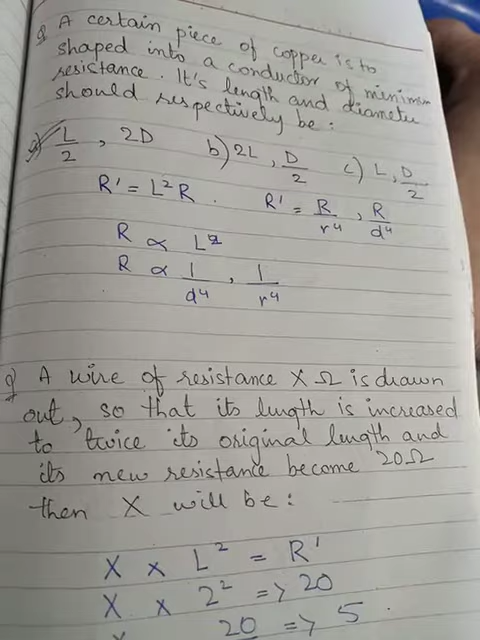 Q A certain piece of copper is to
shaped into a conductor of minimum
resistance. It's length and diameter
should respectively be:
a) L/2, 2D b) 2L, D/2 c) L, D/2
R' = L²R. R' = R/r⁴, R/d⁴
R ∝ L²
R ∝ 1/d⁴, 1/r⁴
Q A wire of resistance X Ω is drawn
out, so that its length is increased
to twice its original length and
its new resistance become 20Ω
then X will be:
X × L² = R'
X × 2² => 20
20 => 5.